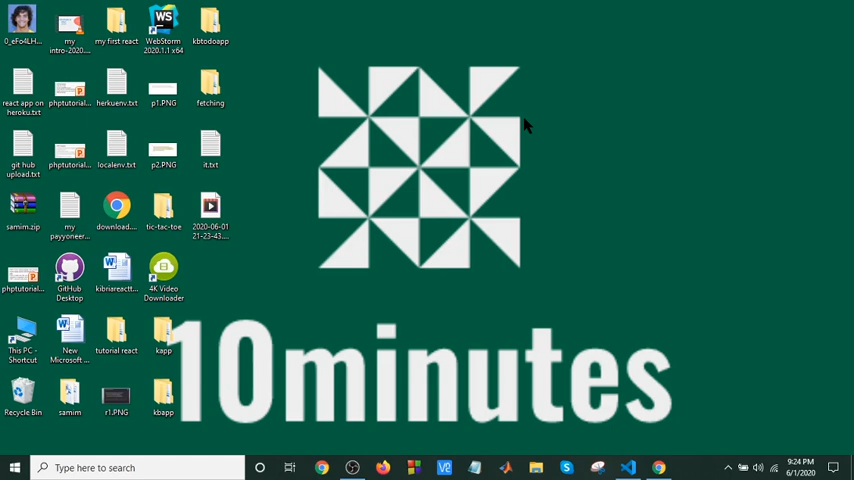 0_eFo4LH...
my intro-2020....
my first react
WebStorm 2020.1.1 x64
kbtodoapp
react app on heroku.txt
phptutorial...
herkuenv.txt
p1.PNG
fetching
git hub upload.txt
phptutorial...
localenv.txt
p2.PNG
it.txt
samim.zip
my payyoneer...
download....
tic-tac-toe
2020-06-01 21-23-43....
phptutorial...
GitHub Desktop
kibriareactt...
4K Video Downloader
This PC - Shortcut
New Microsoft ...
tutorial react
kapp
Recycle Bin
samim
r1.PNG
kbapp
WS
10minutes
Type here to search
9:24 PM
6/1/2020